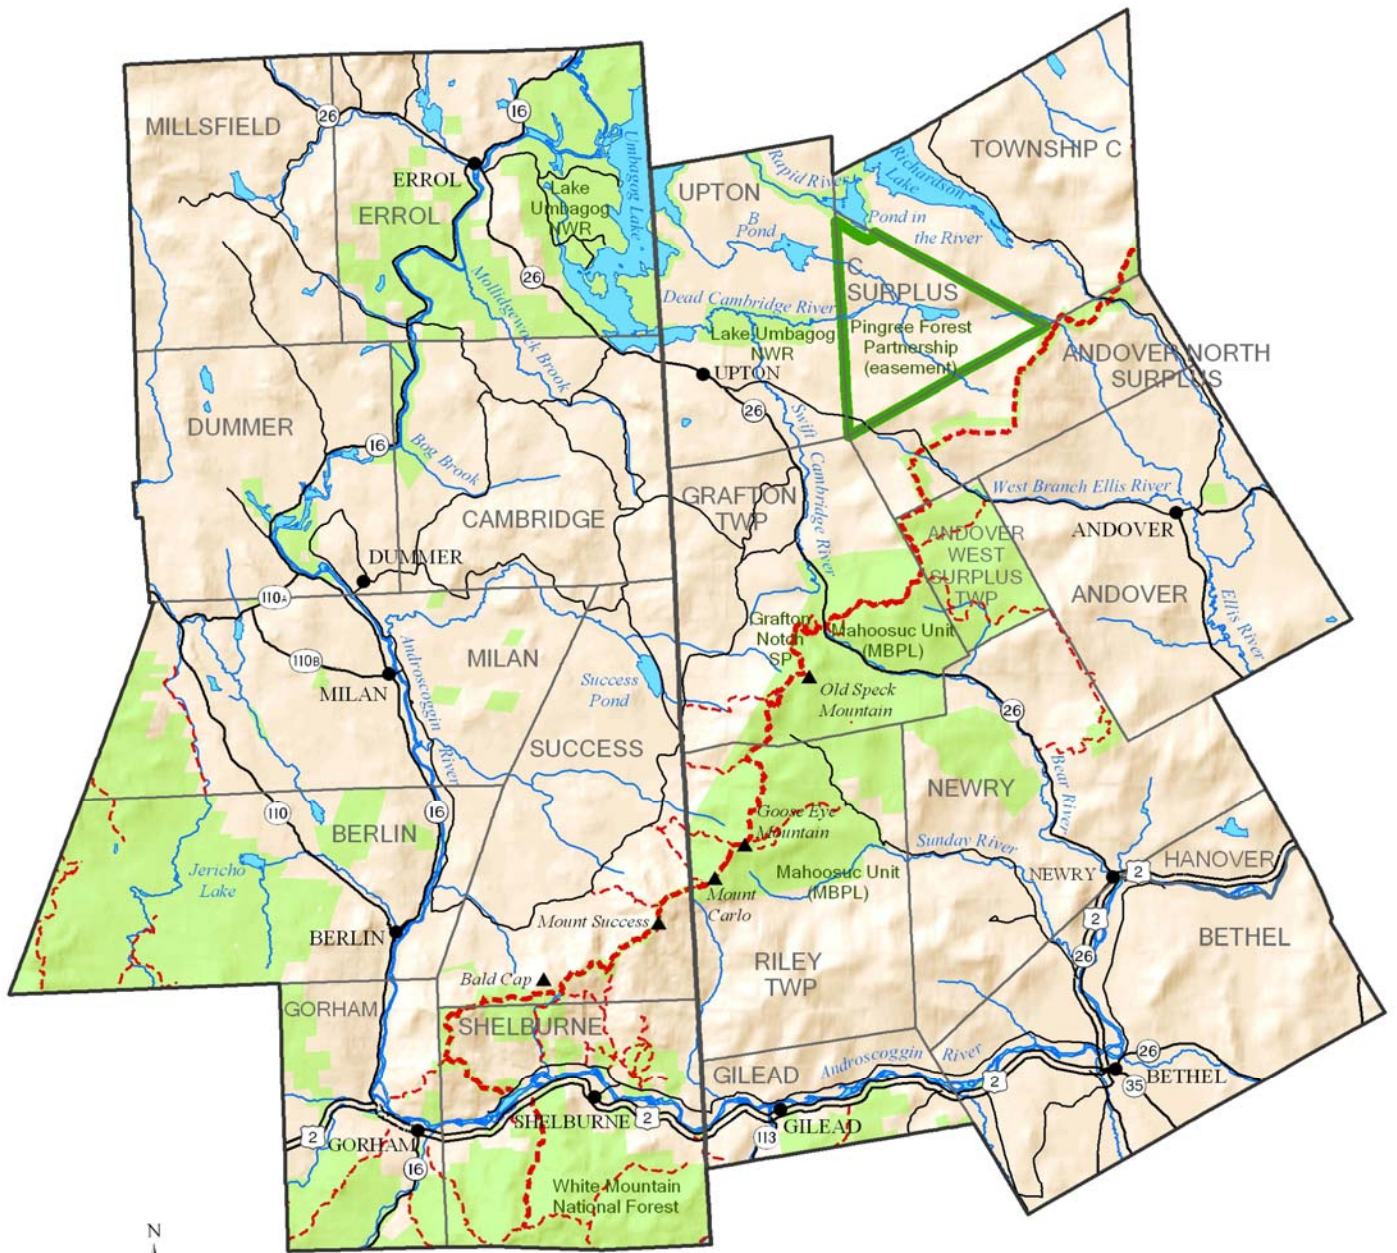 MILLSFIELD
26
16
ERROL
ERROL
Lake
Umbagog
NWR
Umbagog Lake
26
Mollidgewock Brook
UPTON
Rapid River
B
Pond
Richardson
Lake
TOWNSHIP C
Pond in
the River
C
SURPLUS
Dead Cambridge River
Lake Umbagog
NWR
Pingree Forest
Partnership
(easement)
ANDOVER NORTH
SURPLUS
UPTON
26
DUMMER
16
Bog Brook
Swift Cambridge River
GRAFTON
TWP
CAMBRIDGE
West Branch Ellis River
ANDOVER
ANDOVER
WEST
SURPLUS
TWP
ANDOVER
Ellis River
DUMMER
110A
110B
MILAN
MILAN
Androscoggin River
Success
Pond
SUCCESS
Grafton
Notch
SP
Mahoosuc Unit
(MBPL)
Old Speck
Mountain
26
NEWRY
Bear River
110
16
BERLIN
Jericho
Lake
BERLIN
Goose Eye
Mountain
Mahoosuc Unit
(MBPL)
Sunday River
NEWRY
2
HANOVER
Mount
Carlo
Mount Success
Bald Cap
2
26
BETHEL
RILEY
TWP
GORHAM
SHELBURNE
GILEAD
Androscoggin River
26
35
BETHEL
2
SHELBURNE
2
GILEAD
113
2
GORHAM
16
White Mountain
National Forest
N